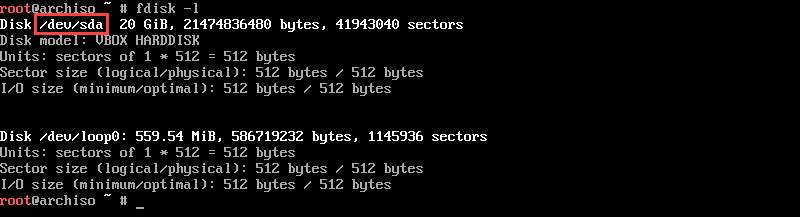 root@archiso ~ # fdisk -l
Disk /dev/sda 20 GiB, 21474836480 bytes, 41943040 sectors
Disk model: VBOX HARDDISK
Units: sectors of 1 * 512 = 512 bytes
Sector size (logical/physical): 512 bytes / 512 bytes
I/O size (minimum/optimal): 512 bytes / 512 bytes
Disk /dev/loop0: 559.54 MiB, 586719232 bytes, 1145936 sectors
Units: sectors of 1 * 512 = 512 bytes
Sector size (logical/physical): 512 bytes / 512 bytes
I/O size (minimum/optimal): 512 bytes / 512 bytes
root@archiso ~ # _